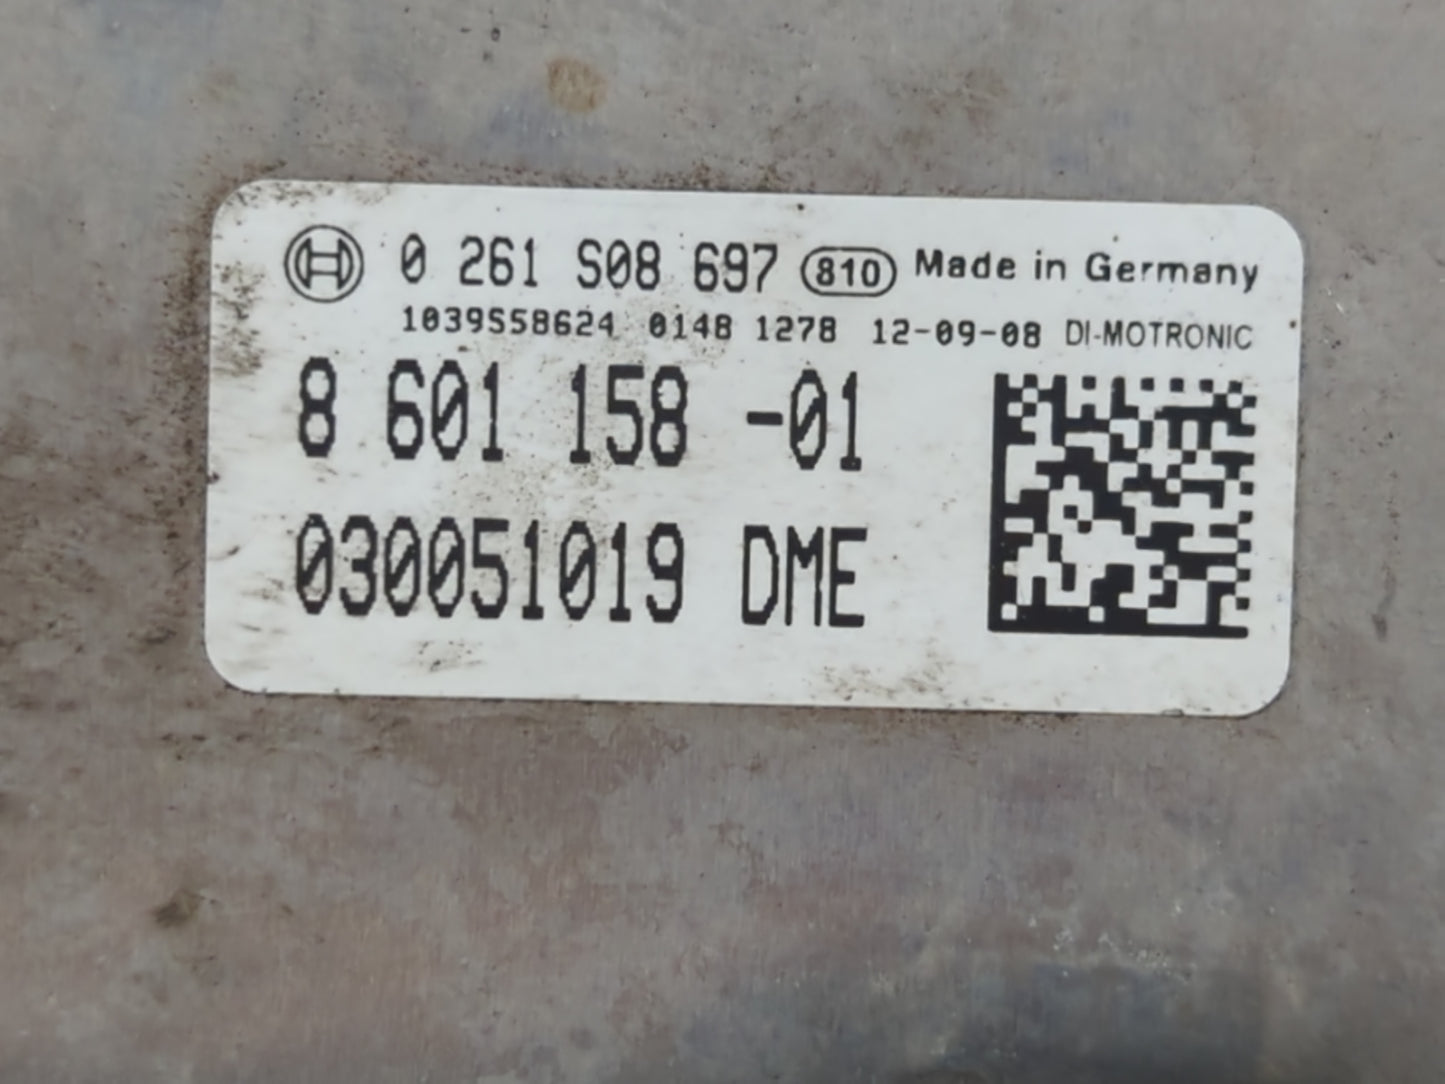 0 261 S08 697 810 Made in Germany
1039S58624 0148 1278 12-09-08 DI-MOTRONIC
8 601 158 -01
030051019 DME